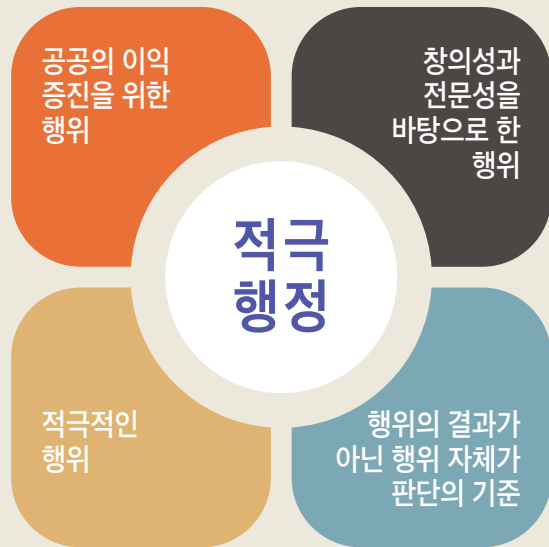 공공의 이익
증진을 위한
행위
창의성과
전문성을
바탕으로 한
행위
적극
행정
적극적인
행위
행위의 결과가
아닌 행위 자체가
판단의 기준